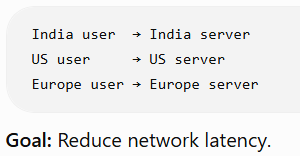 India user  → India server
US user     → US server
Europe user → Europe server
Goal: Reduce network latency.